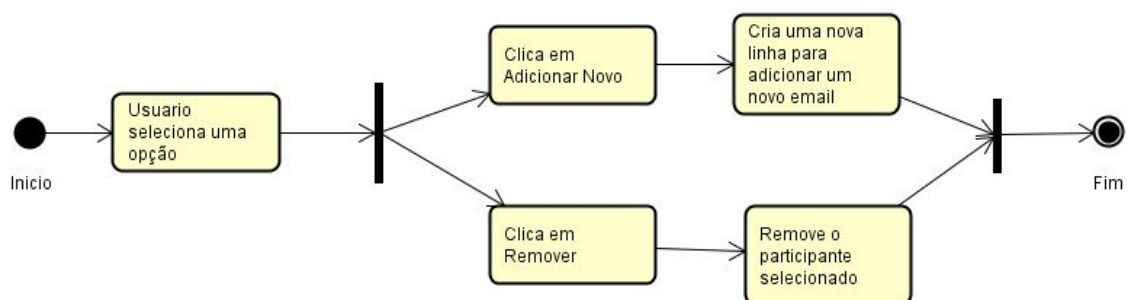 Inicio
Usuario
seleciona uma
opção
Clica em
Adicionar Novo
Cria uma nova
linha para
adicionar um
novo email
Clica em
Remover
Remove o
participante
selecionado
Fim